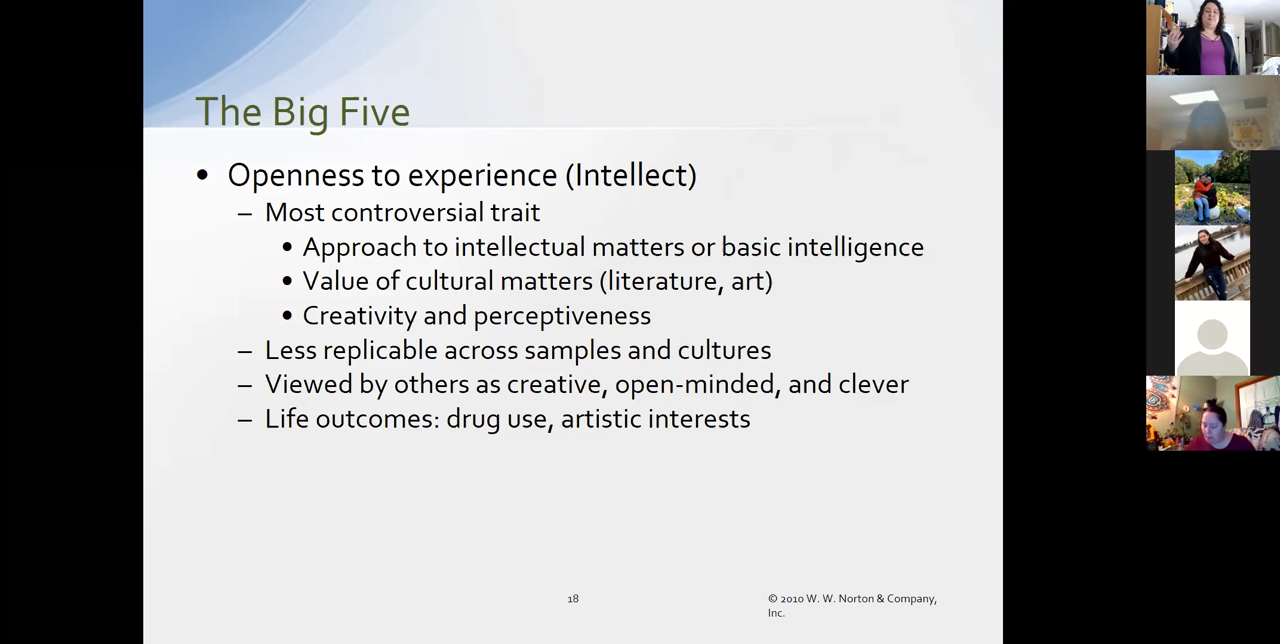 The Big Five
• Openness to experience (Intellect)
– Most controversial trait
• Approach to intellectual matters or basic intelligence
• Value of cultural matters (literature, art)
• Creativity and perceptiveness
– Less replicable across samples and cultures
– Viewed by others as creative, open-minded, and clever
– Life outcomes: drug use, artistic interests
18
© 2010 W. W. Norton & Company,
Inc.